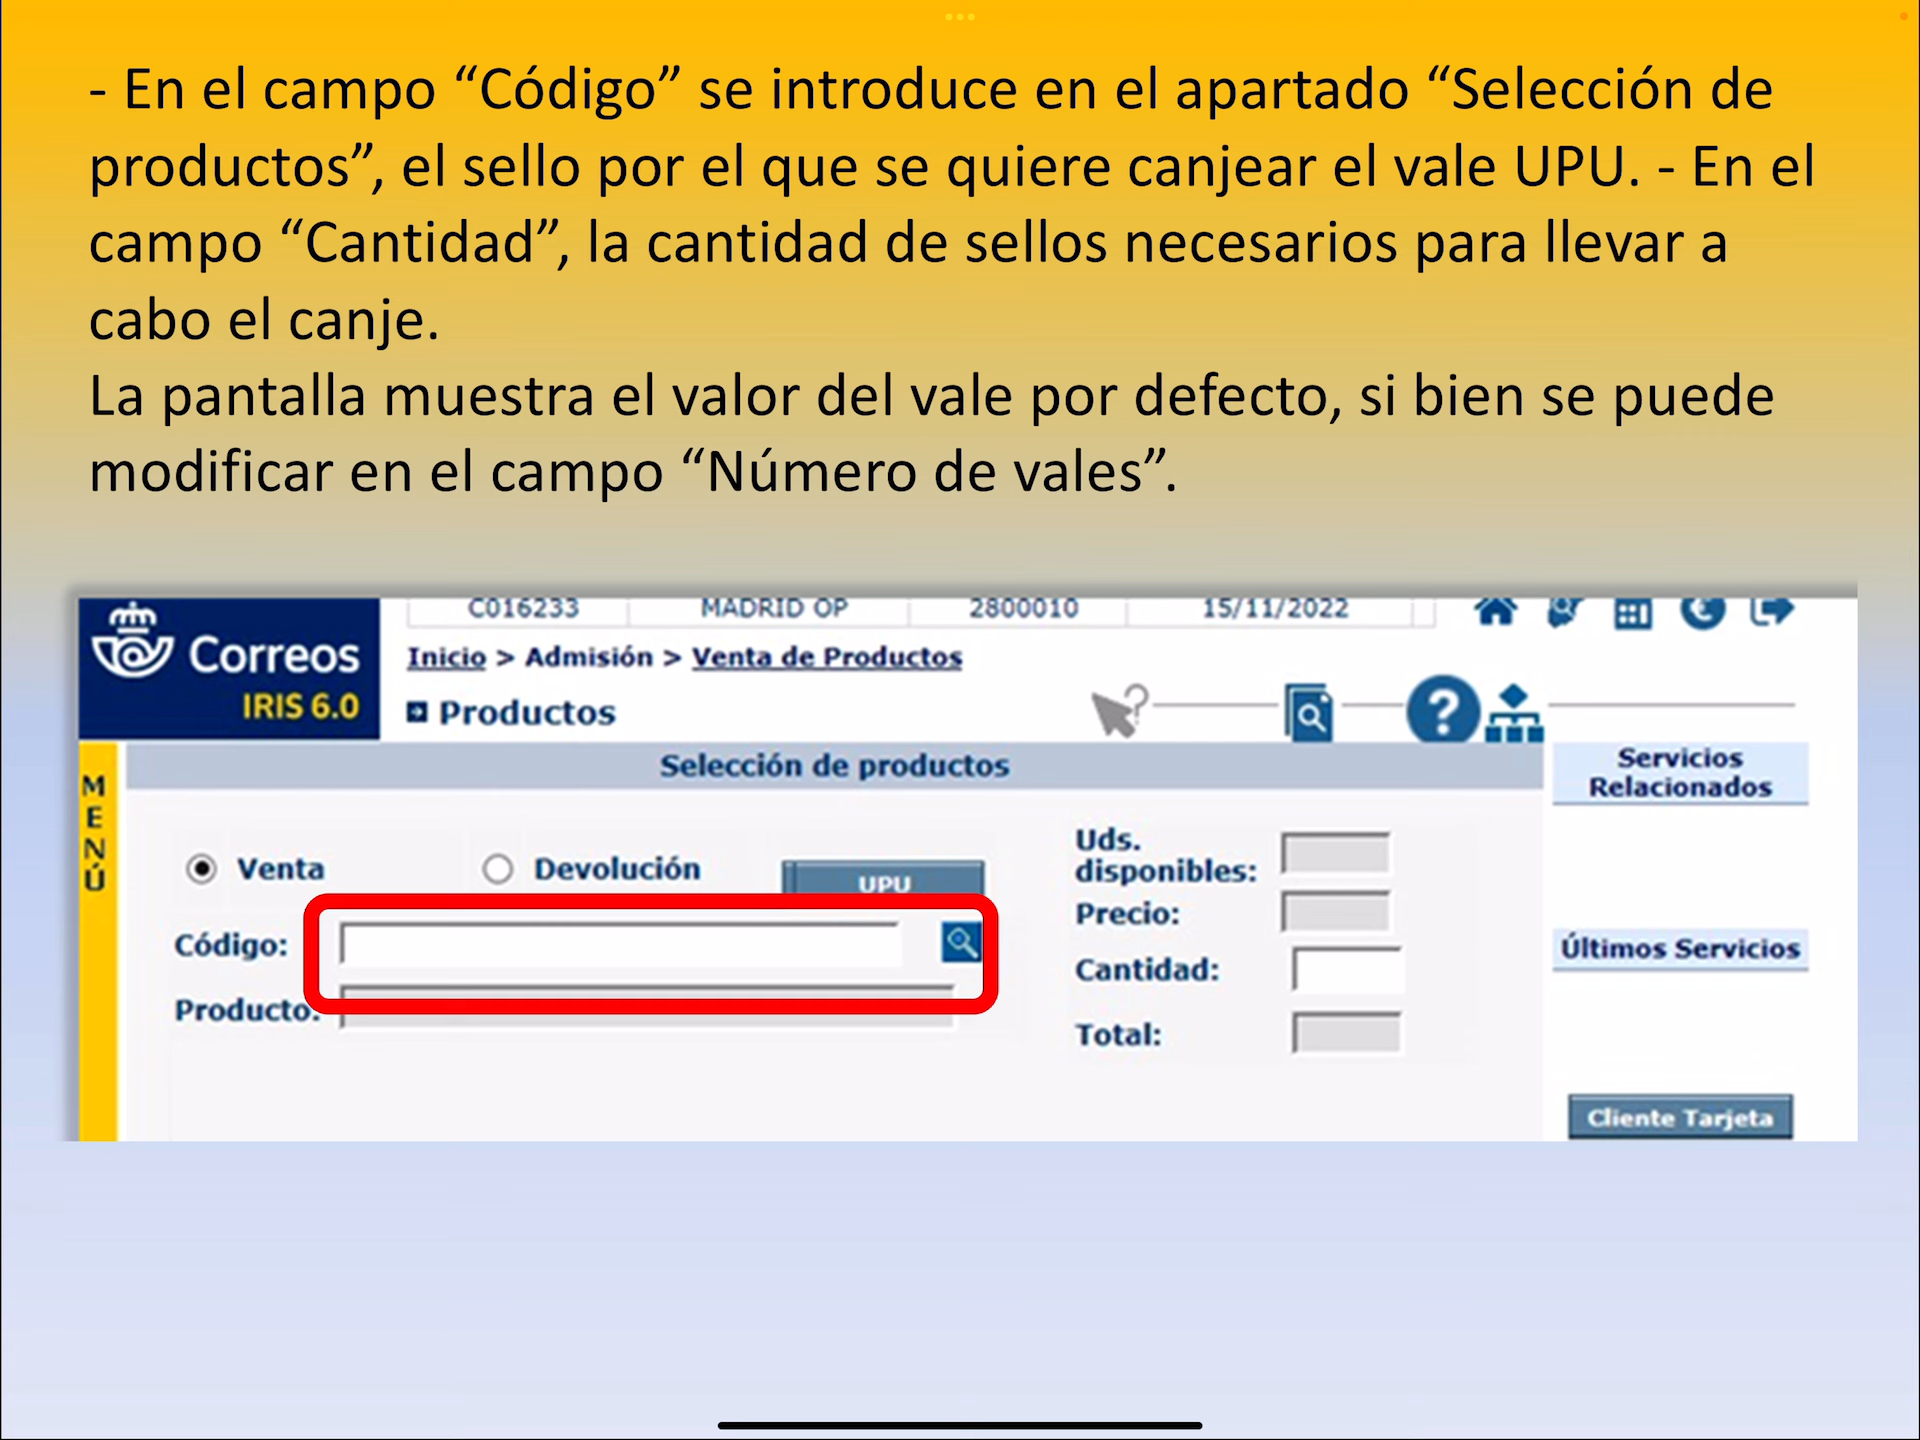 - En el campo “Código” se introduce en el apartado “Selección de
productos”, el sello por el que se quiere canjear el vale UPU. - En el
campo “Cantidad”, la cantidad de sellos necesarios para llevar a
cabo el canje.
La pantalla muestra el valor del vale por defecto, si bien se puede
modificar en el campo “Número de vales”.
C016233 MADRID OP 2800010 15/11/2022
Correos
IRIS 6.0
Inicio > Admisión > Venta de Productos
Productos
MENÚ
Selección de productos
Servicios
Relacionados
Venta Devolución UPU
Código:
Producto:
Uds.
disponibles:
Precio:
Cantidad:
Total:
Últimos Servicios
Cliente Tarjeta